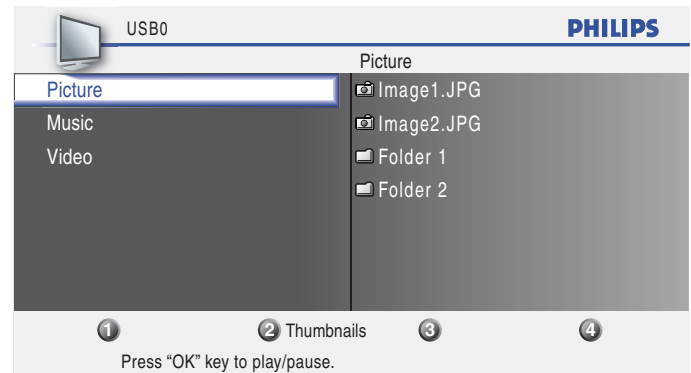 USB0
PHILIPS
Picture
Picture
Music
Video
Image1.JPG
Image2.JPG
Folder 1
Folder 2
1
2 Thumbnails
3
4
Press “OK” key to play/pause.